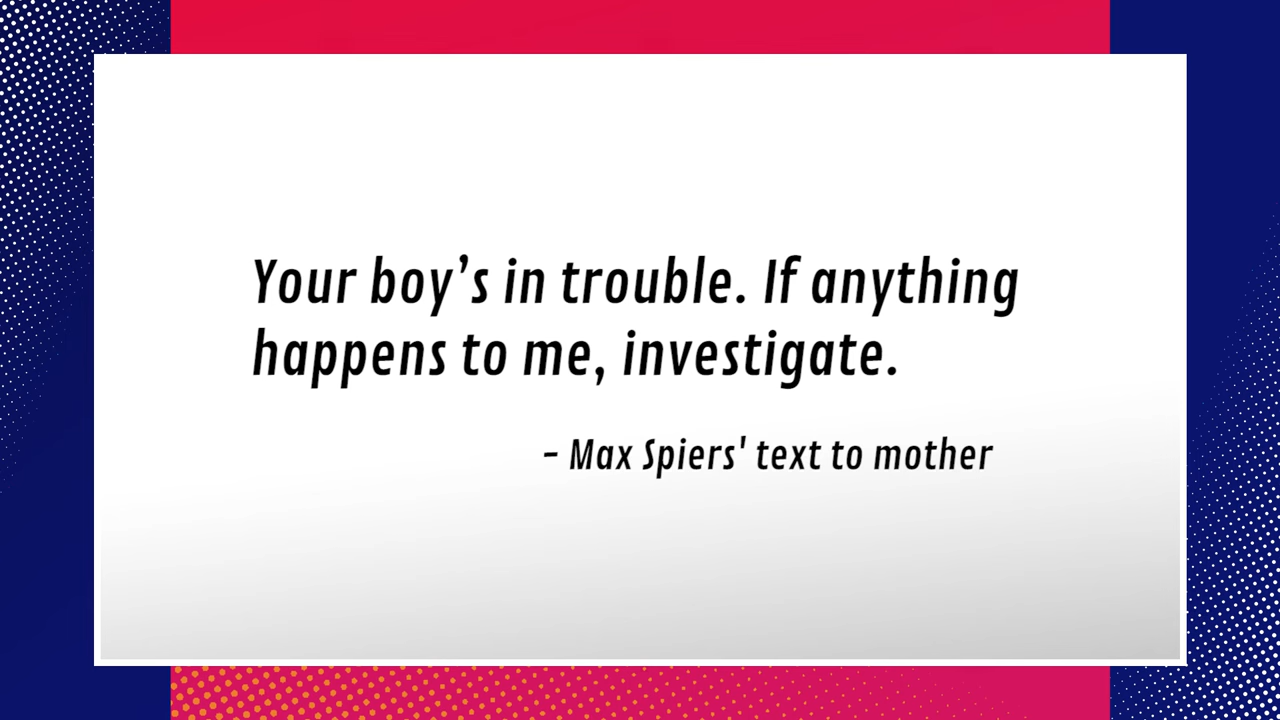 Your boy’s in trouble. If anything
happens to me, investigate.
- Max Spiers' text to mother